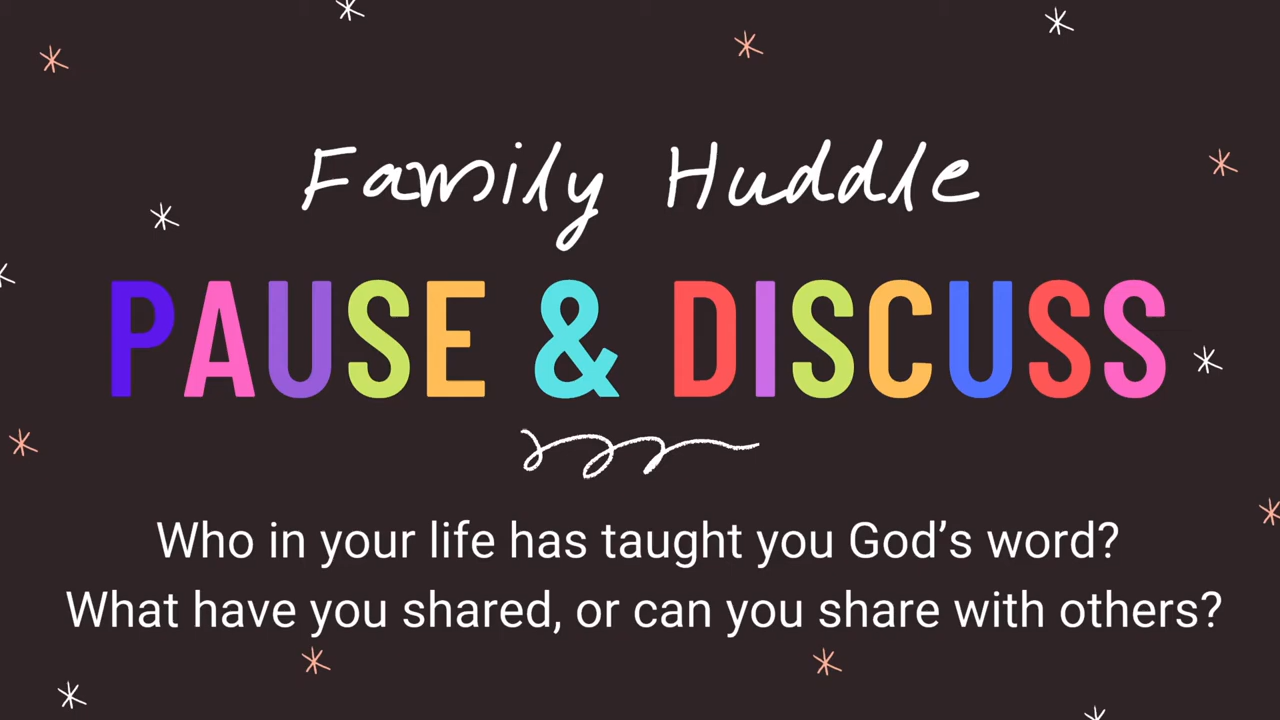 Family Huddle
PAUSE & DISCUSS
Who in your life has taught you God’s word?
What have you shared, or can you share with others?